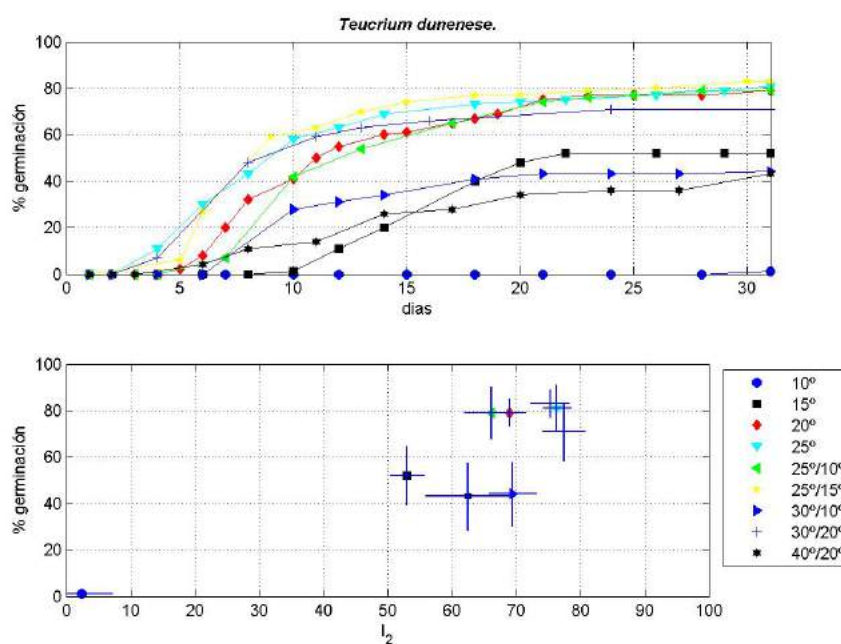 Teucrium dunenese.
% germinación
100
80
60
40
20
0
0 5 10 15 20 25 30
dias
% germinación
100
80
60
40
20
0
0 10 20 30 40 50 60 70 80 90 100
I2
10º
15º
20º
25º
25º/10º
25º/15º
30º/10º
30º/20º
40º/20º